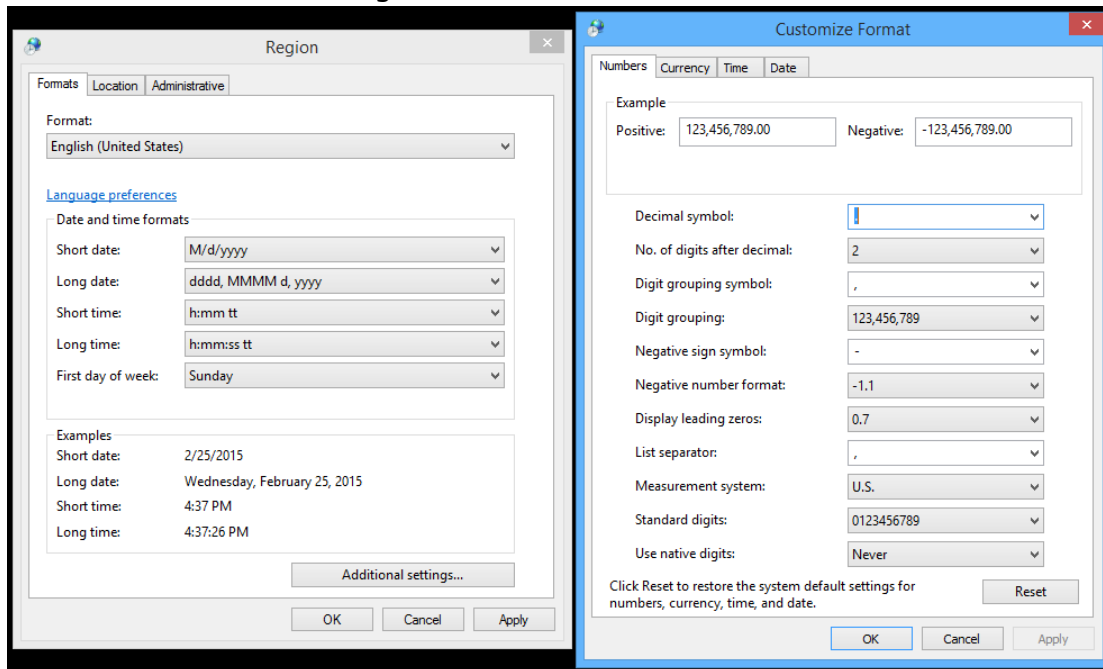 Region
Formats Location Administrative
Format:
English (United States)
Language preferences
Date and time formats
Short date: M/d/yyyy
Long date: dddd, MMMM d, yyyy
Short time: h:mm tt
Long time: h:mm:ss tt
First day of week: Sunday
Examples
Short date: 2/25/2015
Long date: Wednesday, February 25, 2015
Short time: 4:37 PM
Long time: 4:37:26 PM
Additional settings...
OK Cancel Apply
Customize Format
Numbers Currency Time Date
Example
Positive: 123,456,789.00 Negative: -123,456,789.00
Decimal symbol: .
No. of digits after decimal: 2
Digit grouping symbol: ,
Digit grouping: 123,456,789
Negative sign symbol: -
Negative number format: -1.1
Display leading zeros: 0.7
List separator: ,
Measurement system: U.S.
Standard digits: 0123456789
Use native digits: Never
Click Reset to restore the system default settings for
numbers, currency, time, and date.
Reset
OK Cancel Apply